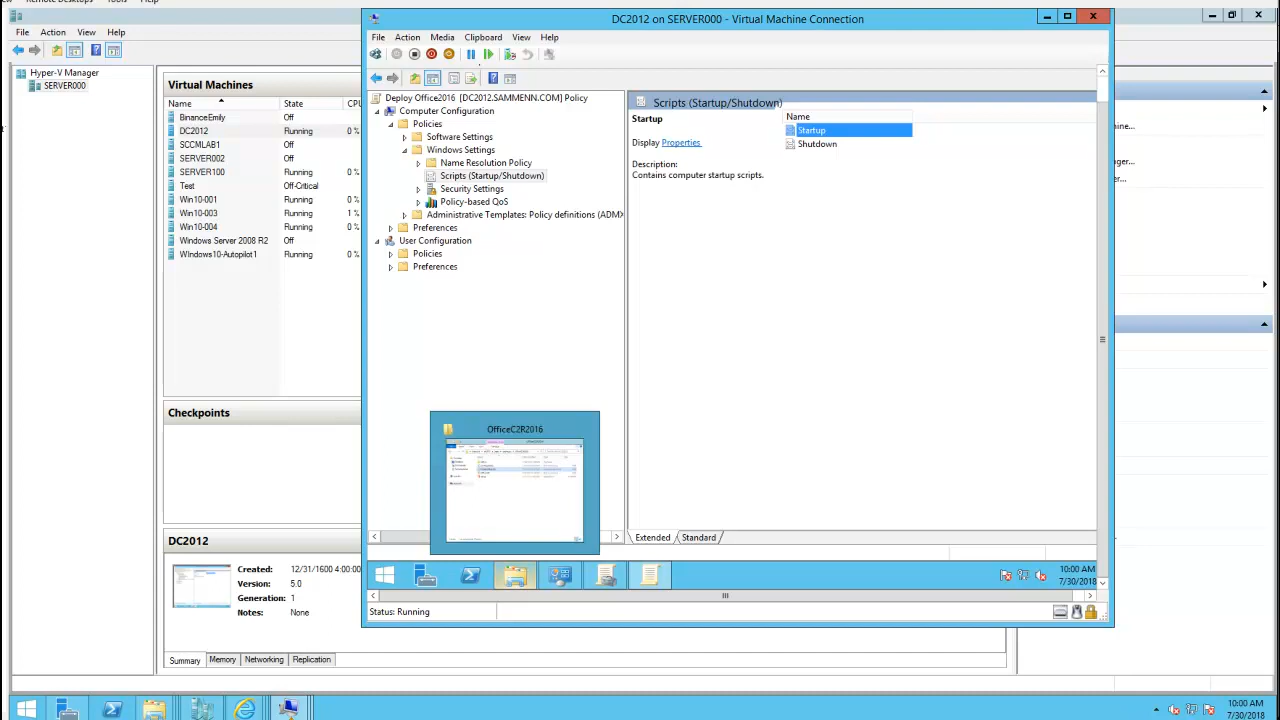 Remote Desktops Tools Help
File Action View Help
Hyper-V Manager
SERVER000
Virtual Machines
Name State CPU
BinanceEmily Off
DC2012 Running 0 %
SCCMLAB1 Off
SERVER002 Off
SERVER100 Running 0 %
Test Off-Critical
Win10-001 Running 0 %
Win10-003 Running 1 %
Win10-004 Running 0 %
Windows Server 2008 R2 Off
WIndows10-Autopilot1 Running 0 %
Checkpoints
DC2012
Created: 12/31/1600 4:00:00
Version: 5.0
Generation: 1
Notes: None
Summary Memory Networking Replication
DC2012 on SERVER000 - Virtual Machine Connection
File Action Media Clipboard View Help
Deploy Office2016 [DC2012.SAMMENN.COM] Policy
Computer Configuration
Policies
Software Settings
Windows Settings
Name Resolution Policy
Scripts (Startup/Shutdown)
Security Settings
Policy-based QoS
Administrative Templates: Policy definitions (ADMX
Preferences
User Configuration
Policies
Preferences
Scripts (Startup/Shutdown)
Startup
Display Properties
Description:
Contains computer startup scripts.
Name
Startup
Shutdown
OfficeC2R2016
Extended Standard
10:00 AM
7/30/2018
Status: Running
10:00 AM
7/30/2018